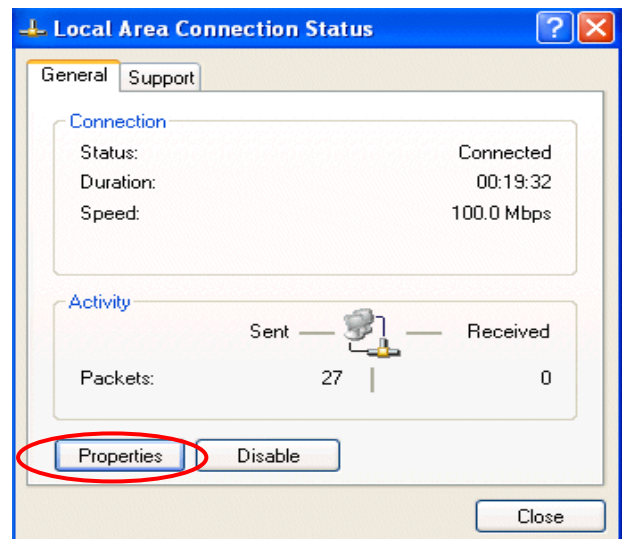 Local Area Connection Status
General Support
Connection
Status: Connected
Duration: 00:19:32
Speed: 100.0 Mbps
Activity
Sent Received
Packets: 27 0
Properties Disable
Close